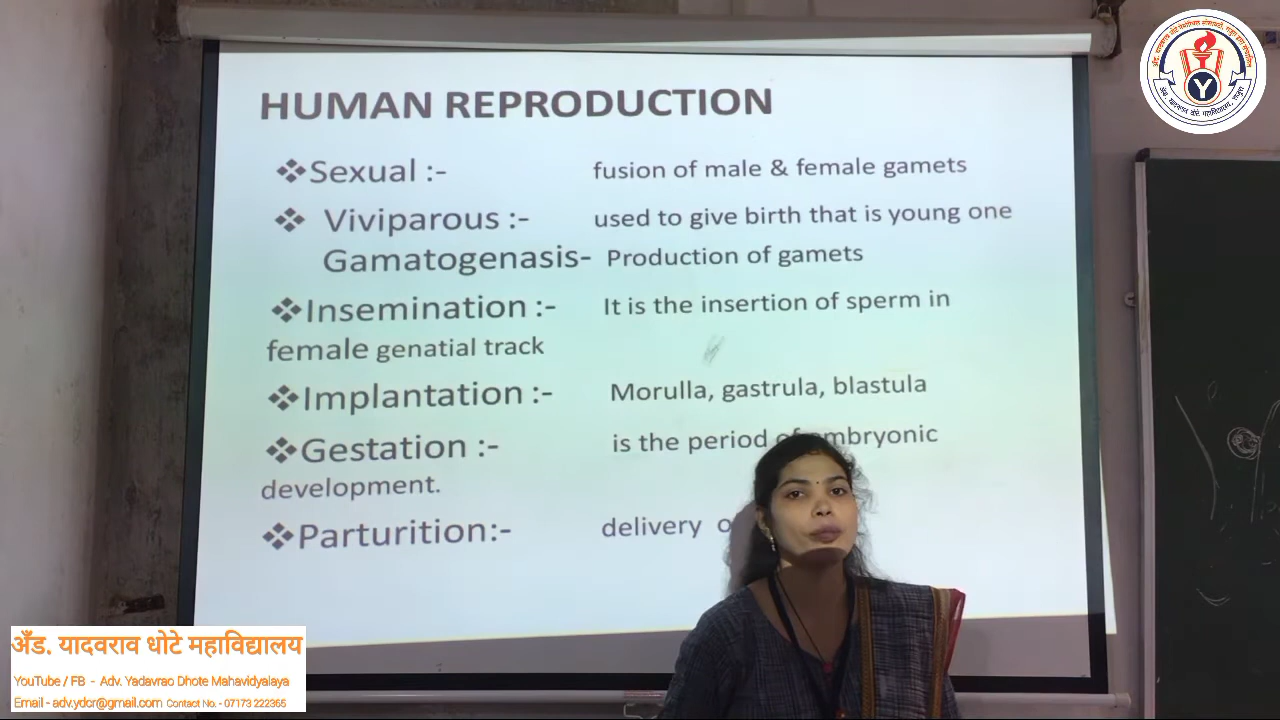 HUMAN REPRODUCTION
❖Sexual :- fusion of male & female gamets
❖ Viviparous :- used to give birth that is young one
Gamatogenasis- Production of gamets
❖Insemination :- It is the insertion of sperm in
female genatial track
❖Implantation :- Morulla, gastrula, blastula
❖Gestation :- is the period of embryonic
development.
❖Parturition:- delivery
Y
अँड. यादवराव धोटे महाविद्यालय
YouTube / FB - Adv. Yadavrao Dhote Mahavidyalaya
Email - adv.ydcr@gmail.com Contact No. - 07173 222365